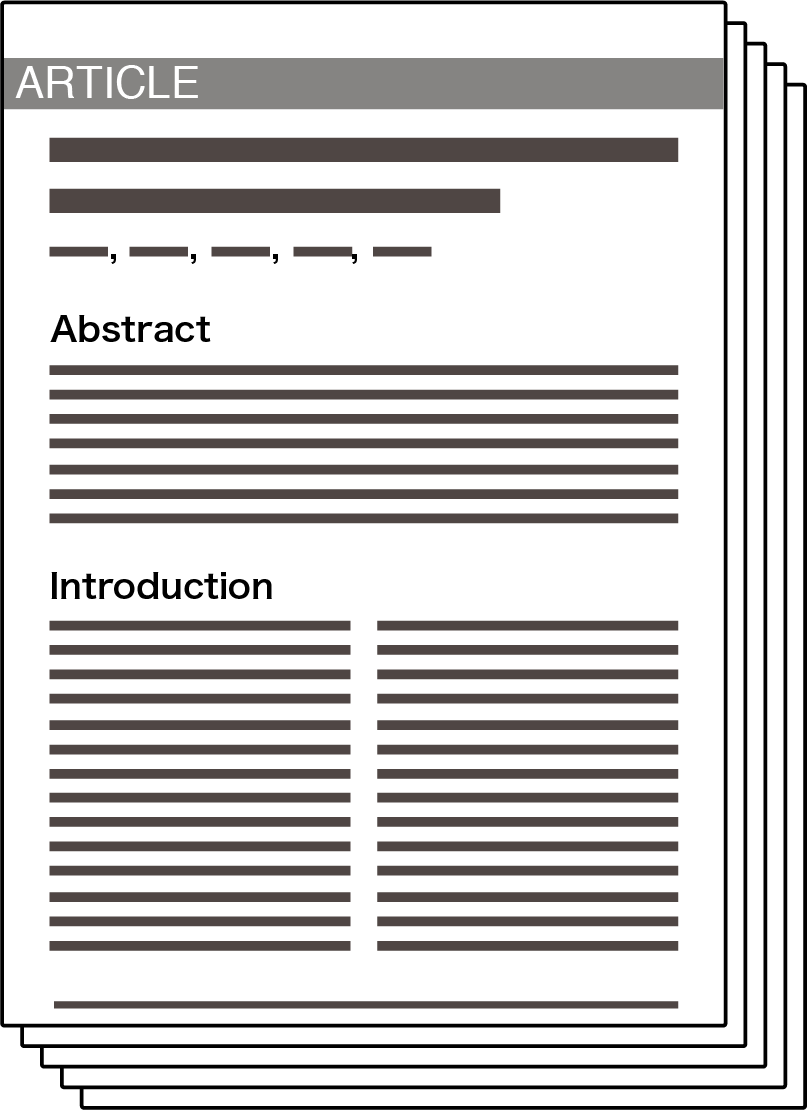 ARTICLE
, , , ,
Abstract
Introduction